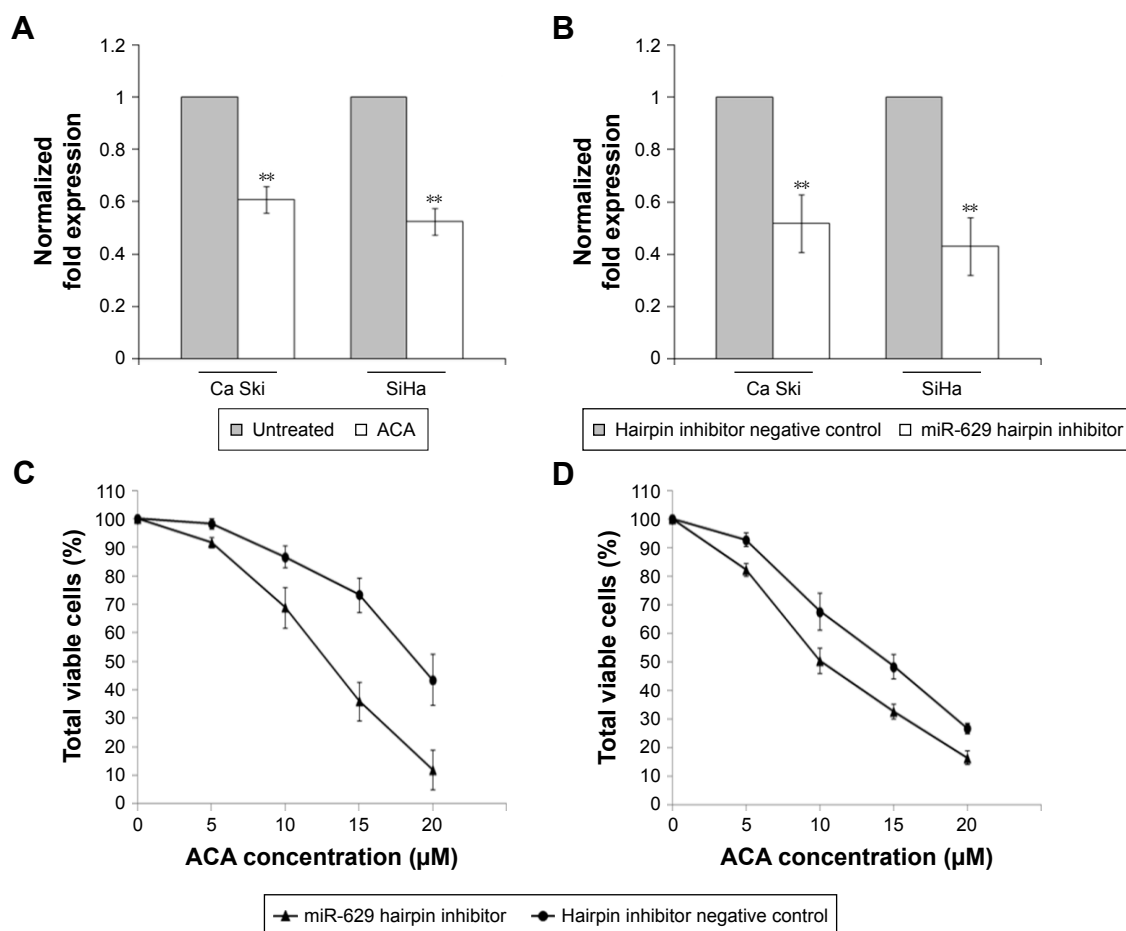 A
Normalized
fold expression
1.2
1
0.8
0.6
0.4
0.2
0
**
**
Ca Ski
SiHa
Untreated ACA
B
Normalized
fold expression
1.2
1
0.8
0.6
0.4
0.2
0
**
**
Ca Ski
SiHa
Hairpin inhibitor negative control miR-629 hairpin inhibitor
C
Total viable cells (%)
110
100
90
80
70
60
50
40
30
20
10
0
0 5 10 15 20
ACA concentration (µM)
D
Total viable cells (%)
110
100
90
80
70
60
50
40
30
20
10
0
0 5 10 15 20
ACA concentration (µM)
miR-629 hairpin inhibitor Hairpin inhibitor negative control